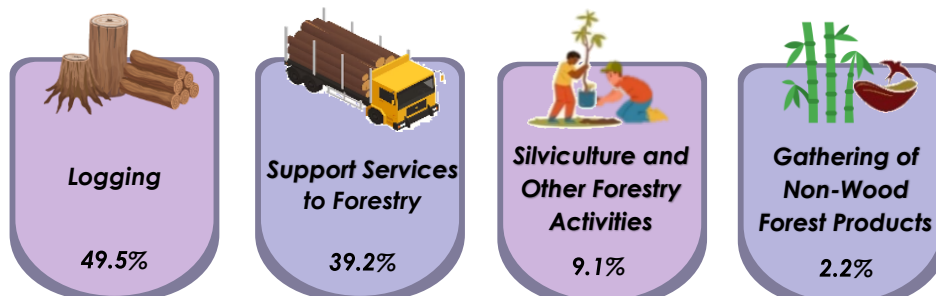 Logging
49.5%
Support Services
to Forestry
39.2%
Silviculture and
Other Forestry
Activities
9.1%
Gathering of
Non-Wood
Forest Products
2.2%